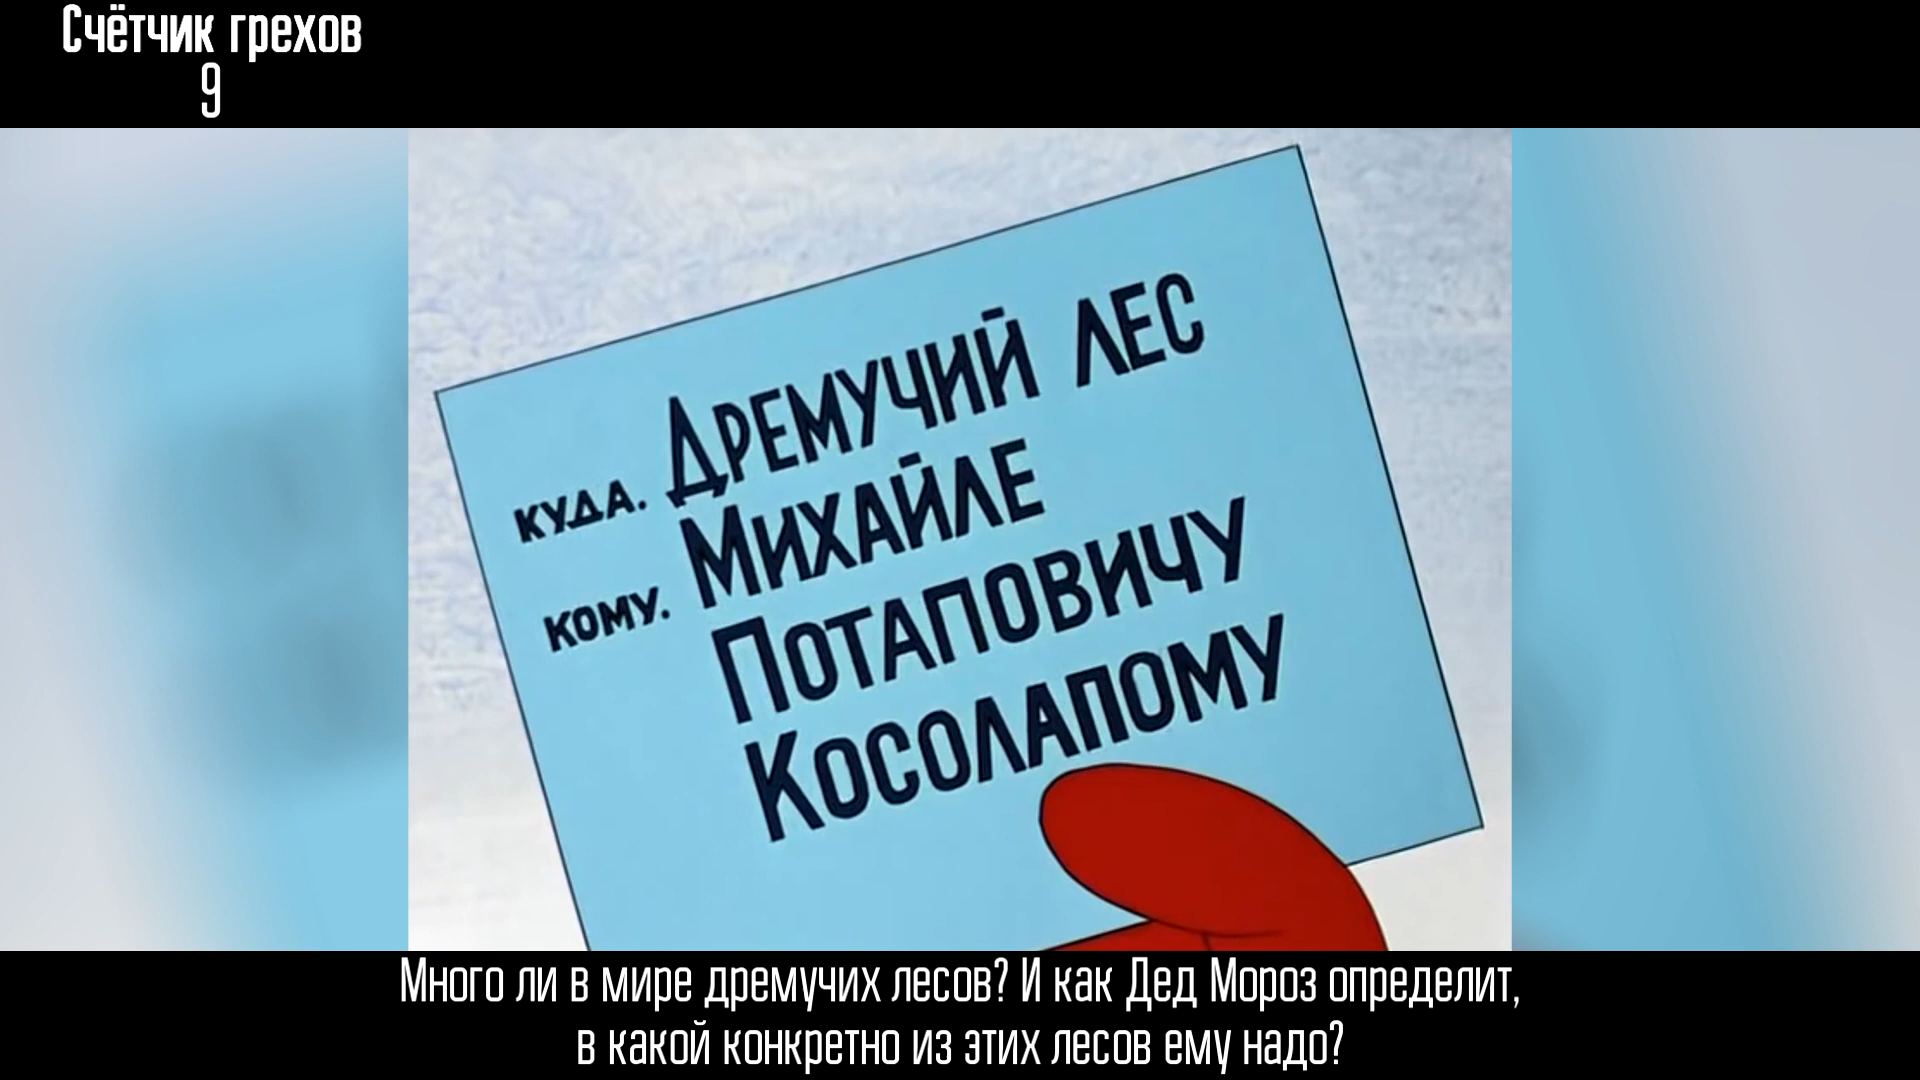 Счётчик грехов
9
КУДА. ДРЕМУЧИЙ ЛЕС
КОМУ. МИХАЙЛЕ
ПОТАПОВИЧУ
КОСОЛАПОМУ
Много ли в мире дремучих лесов? И как Дед Мороз определит,
в какой конкретно из этих лесов ему надо?